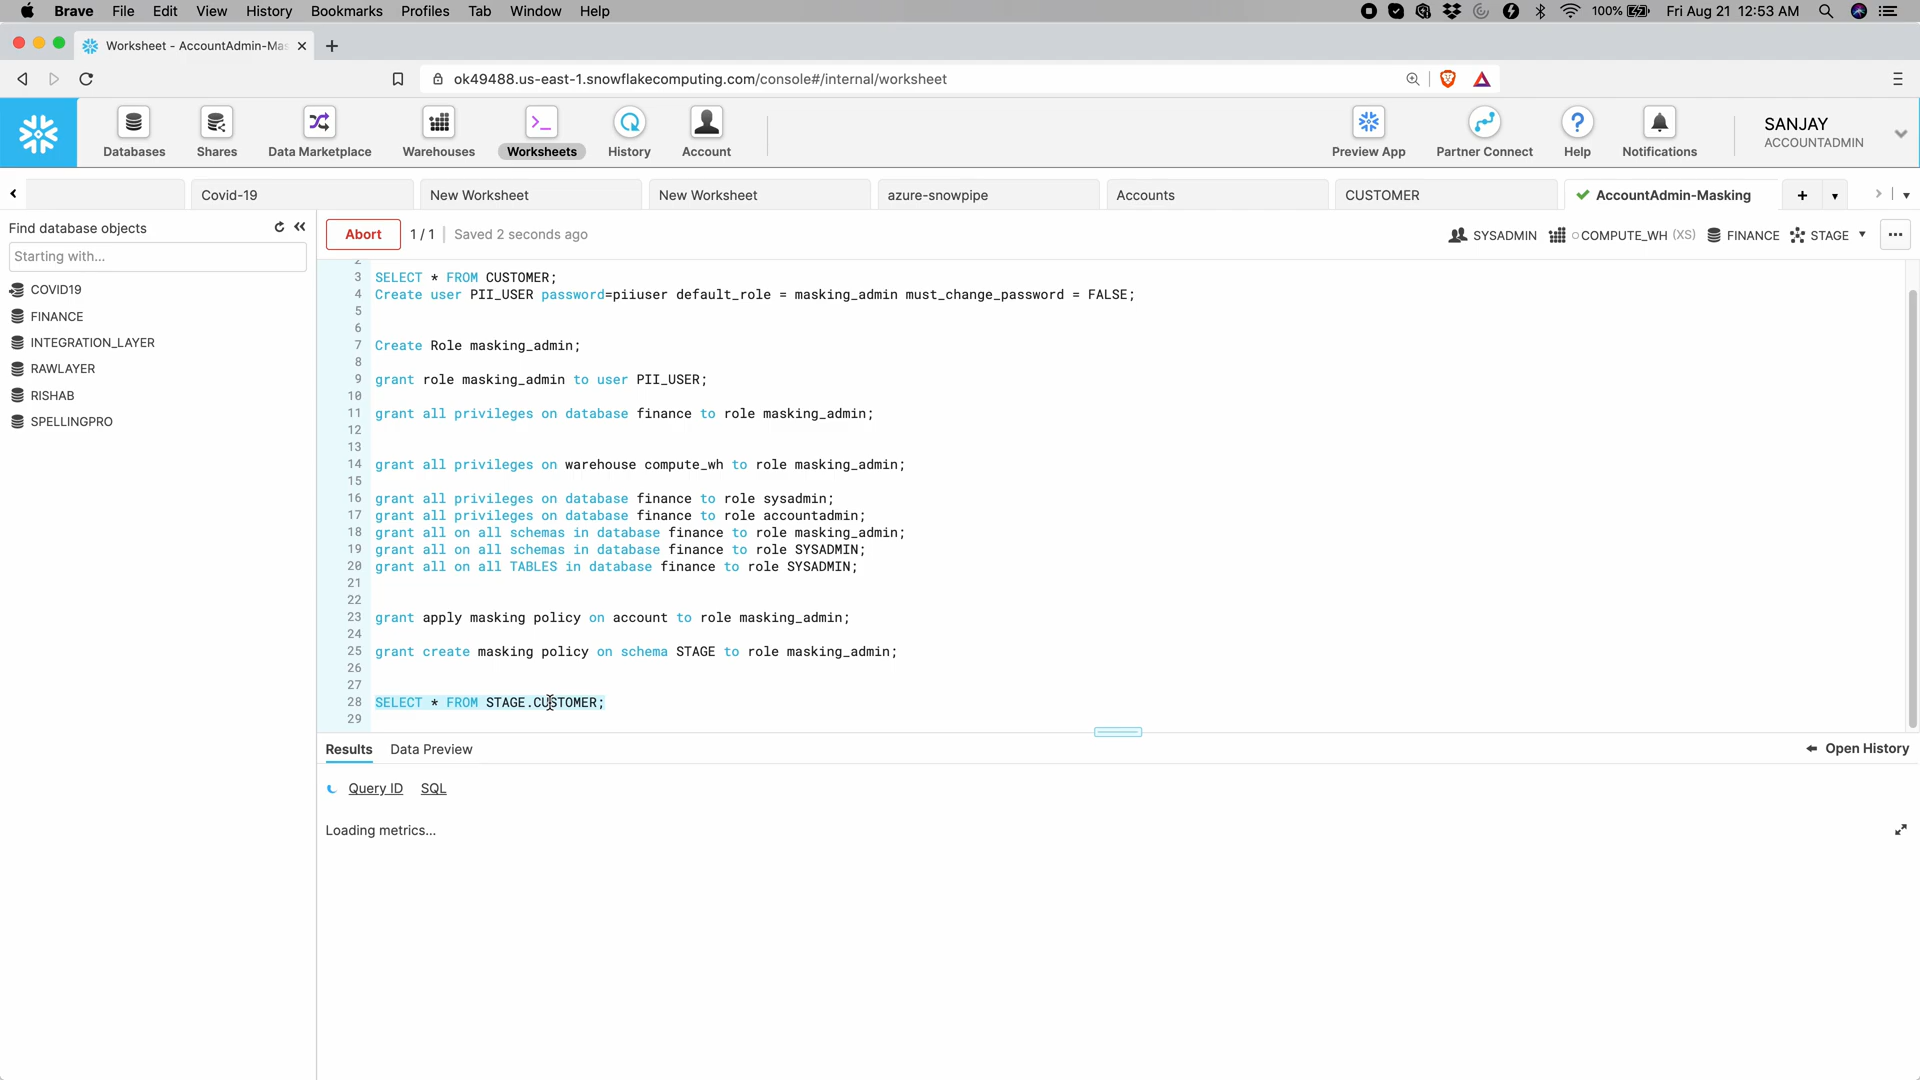 Brave File Edit View History Bookmarks Profiles Tab Window Help 100% Fri Aug 21 12:53 AM
Worksheet - AccountAdmin-Mas
ok49488.us-east-1.snowflakecomputing.com/console#/internal/worksheet
Databases Shares Data Marketplace Warehouses Worksheets History Account Preview App Partner Connect Help Notifications
SANJAY
ACCOUNTADMIN
Covid-19 New Worksheet New Worksheet azure-snowpipe Accounts CUSTOMER AccountAdmin-Masking
Find database objects
Starting with...
COVID19
FINANCE
INTEGRATION_LAYER
RAWLAYER
RISHAB
SPELLINGPRO
Abort 1 / 1 Saved 2 seconds ago SYSADMIN COMPUTE_WH (XS) FINANCE STAGE
2
3 SELECT * FROM CUSTOMER;
4 Create user PII_USER password=piiuser default_role = masking_admin must_change_password = FALSE;
5
6
7 Create Role masking_admin;
8
9 grant role masking_admin to user PII_USER;
10
11 grant all privileges on database finance to role masking_admin;
12
13
14 grant all privileges on warehouse compute_wh to role masking_admin;
15
16 grant all privileges on database finance to role sysadmin;
17 grant all privileges on database finance to role accountadmin;
18 grant all on all schemas in database finance to role masking_admin;
19 grant all on all schemas in database finance to role SYSADMIN;
20 grant all on all TABLES in database finance to role SYSADMIN;
21
22
23 grant apply masking policy on account to role masking_admin;
24
25 grant create masking policy on schema STAGE to role masking_admin;
26
27
28 SELECT * FROM STAGE.CUSTOMER;
29
Results Data Preview Open History
Query ID SQL
Loading metrics...